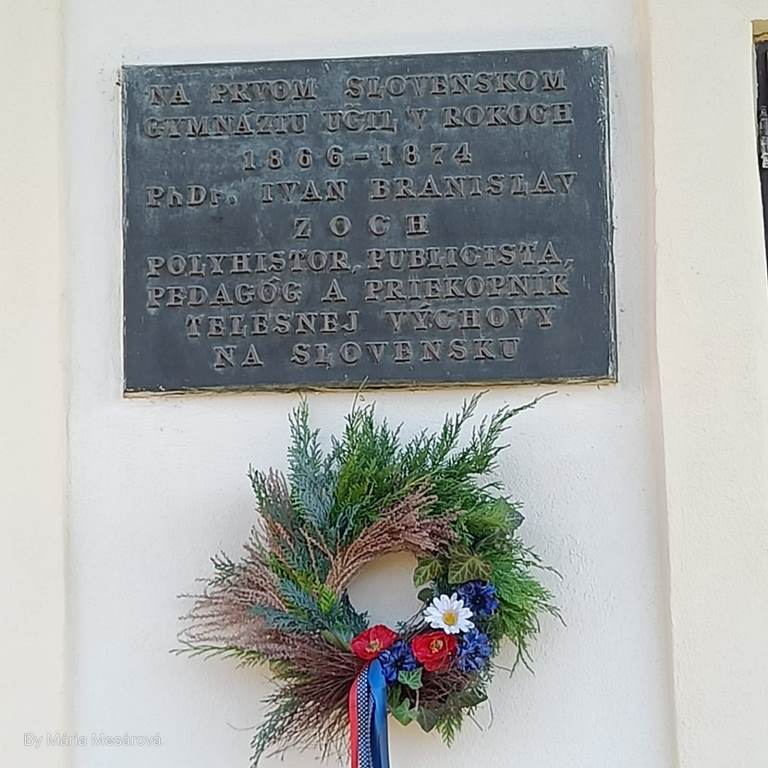 NA PRVOM SLOVENSKOM
GYMNÁZIU UČIL V ROKOCH
1866-1874
PhDr. IVAN BRANISLAV
ZOCH
POLYHISTOR, PUBLICISTA,
PEDAGÓG A PRIEKOPNÍK
TELESNEJ VÝCHOVY
NA SLOVENSKU
By Mária Mesárová